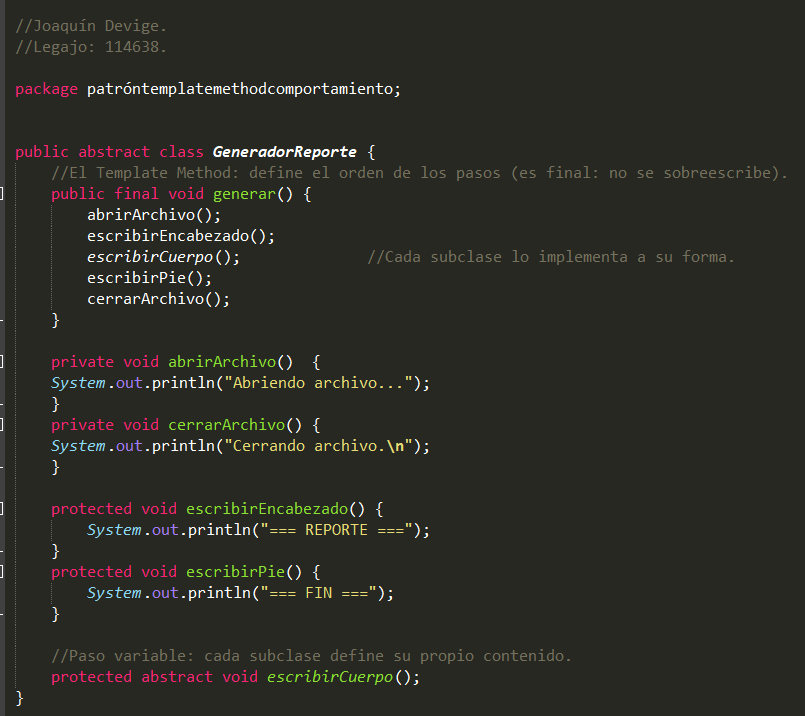 //Joaquín Devige.
//Legajo: 114638.
package patróntemplatemethodcomportamiento;
public abstract class GeneradorReporte {
//El Template Method: define el orden de los pasos (es final: no se sobreescribe).
public final void generar() {
abrirArchivo();
escribirEncabezado();
escribirCuerpo(); //Cada subclase lo implementa a su forma.
escribirPie();
cerrarArchivo();
}
private void abrirArchivo()  {
System.out.println("Abriendo archivo...");
}
private void cerrarArchivo() {
System.out.println("Cerrando archivo.\n");
}
protected void escribirEncabezado() {
System.out.println("=== REPORTE ===");
}
protected void escribirPie() {
System.out.println("=== FIN ===");
}
//Paso variable: cada subclase define su propio contenido.
protected abstract void escribirCuerpo();
}